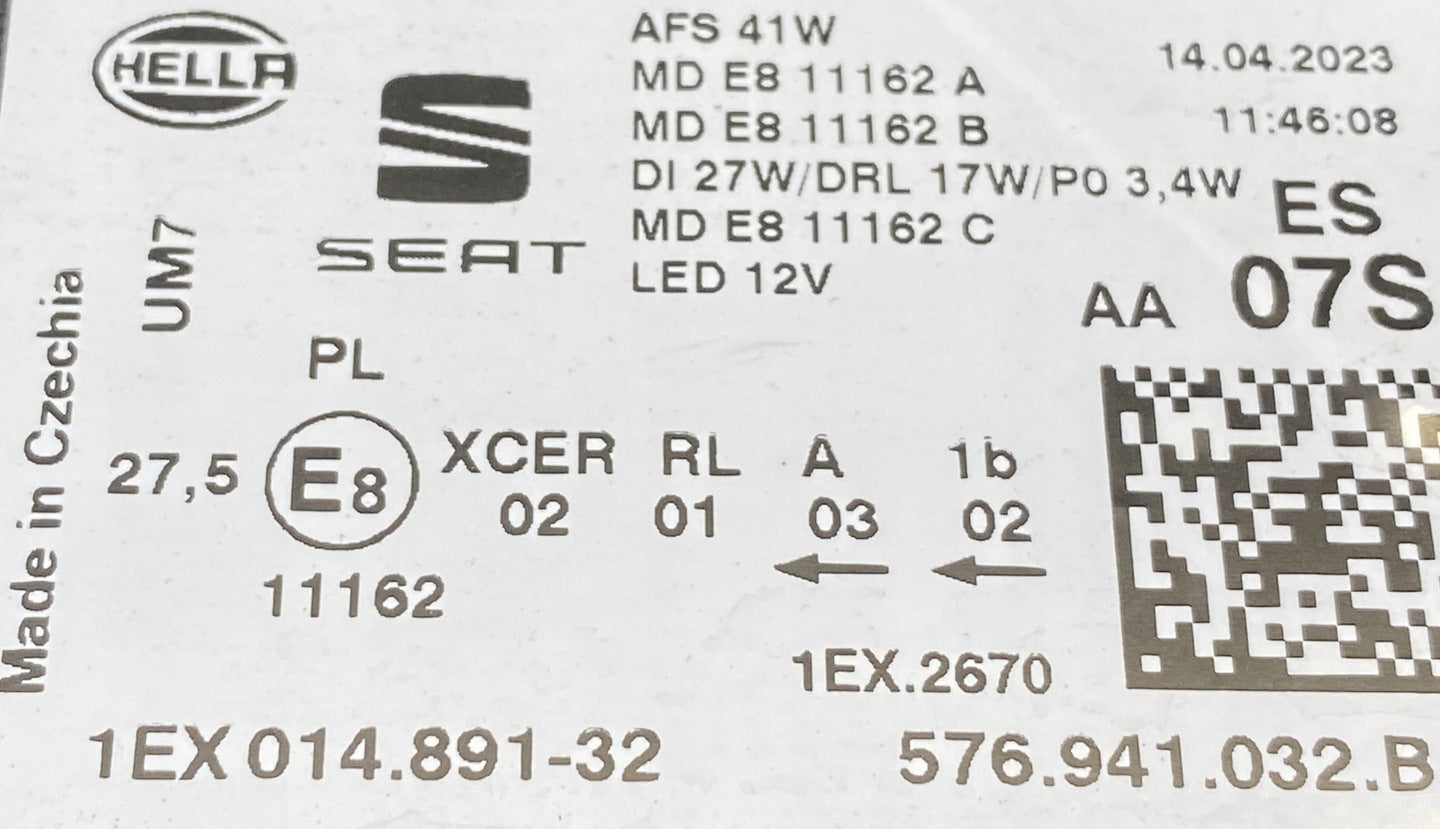 HELLA
SEAT
AFS 41W
MD E8 11162 A
MD E8 11162 B
DI 27W/DRL 17W/PO 3,4W
MD E8 11162 C
LED 12V
14.04.2023
11:46:08
ES
AA 07S
UM7
Made in Czechia
PL
27,5 E8 XCER RL A 1b
02 01 03 02
11162
1EX.2670
1EX 014.891-32
576.941.032.B